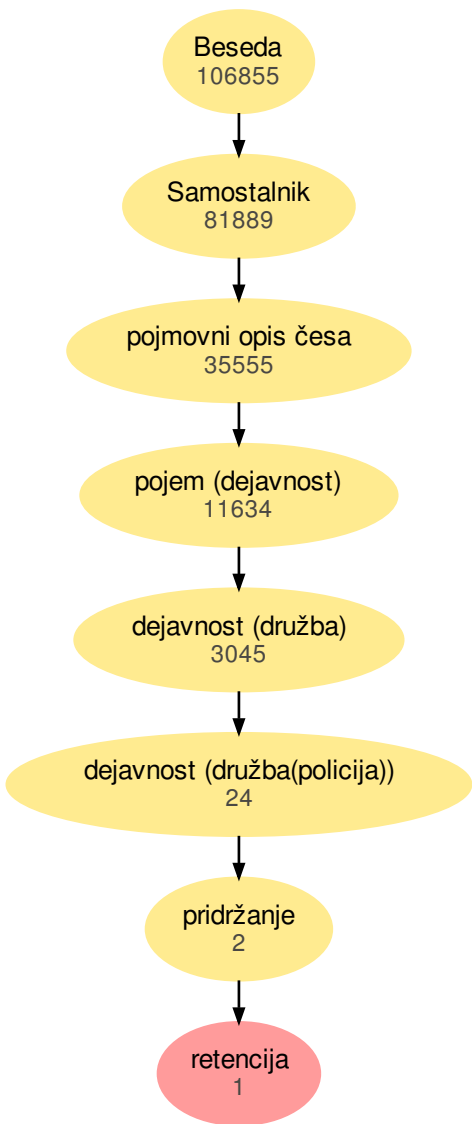 Beseda
106855
Samostalnik
81889
pojmovni opis česa
35555
pojem (dejavnost)
11634
dejavnost (družba)
3045
dejavnost (družba(policija))
24
pridržanje
2
retencija
1